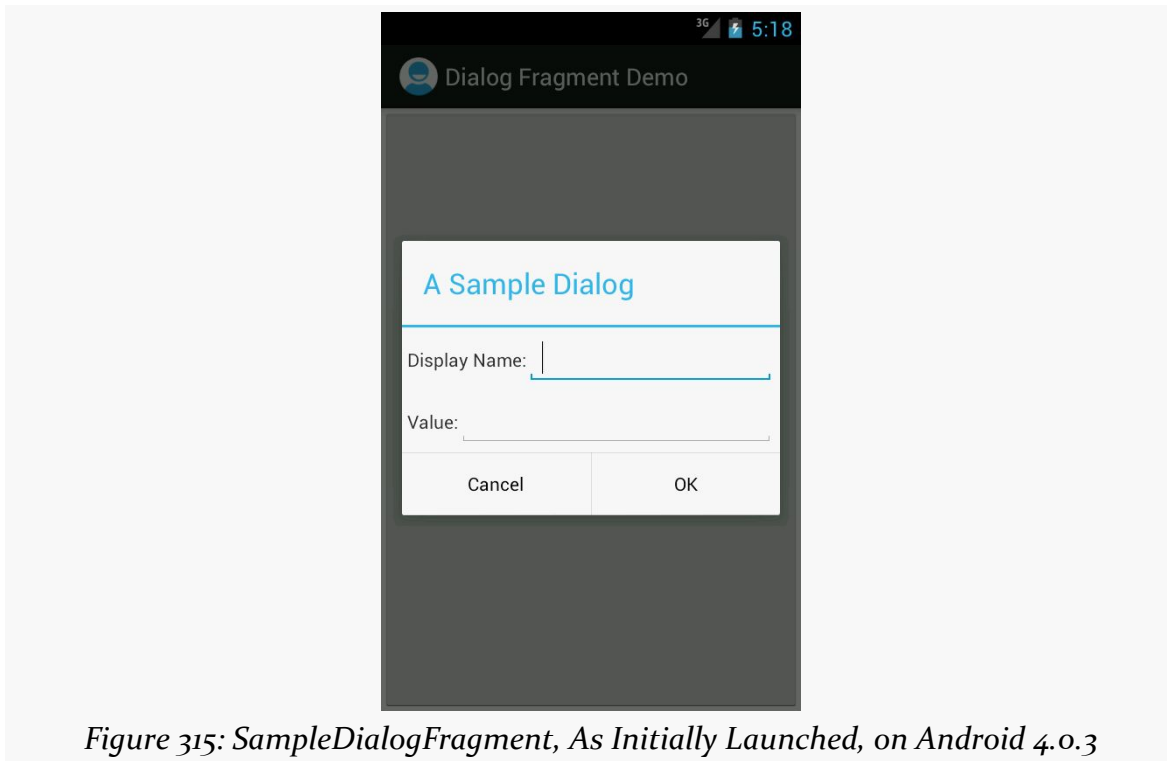 3G 5:18
Dialog Fragment Demo
A Sample Dialog
Display Name:
Value:
Cancel OK
Figure 315: SampleDialogFragment, As Initially Launched, on Android 4.0.3